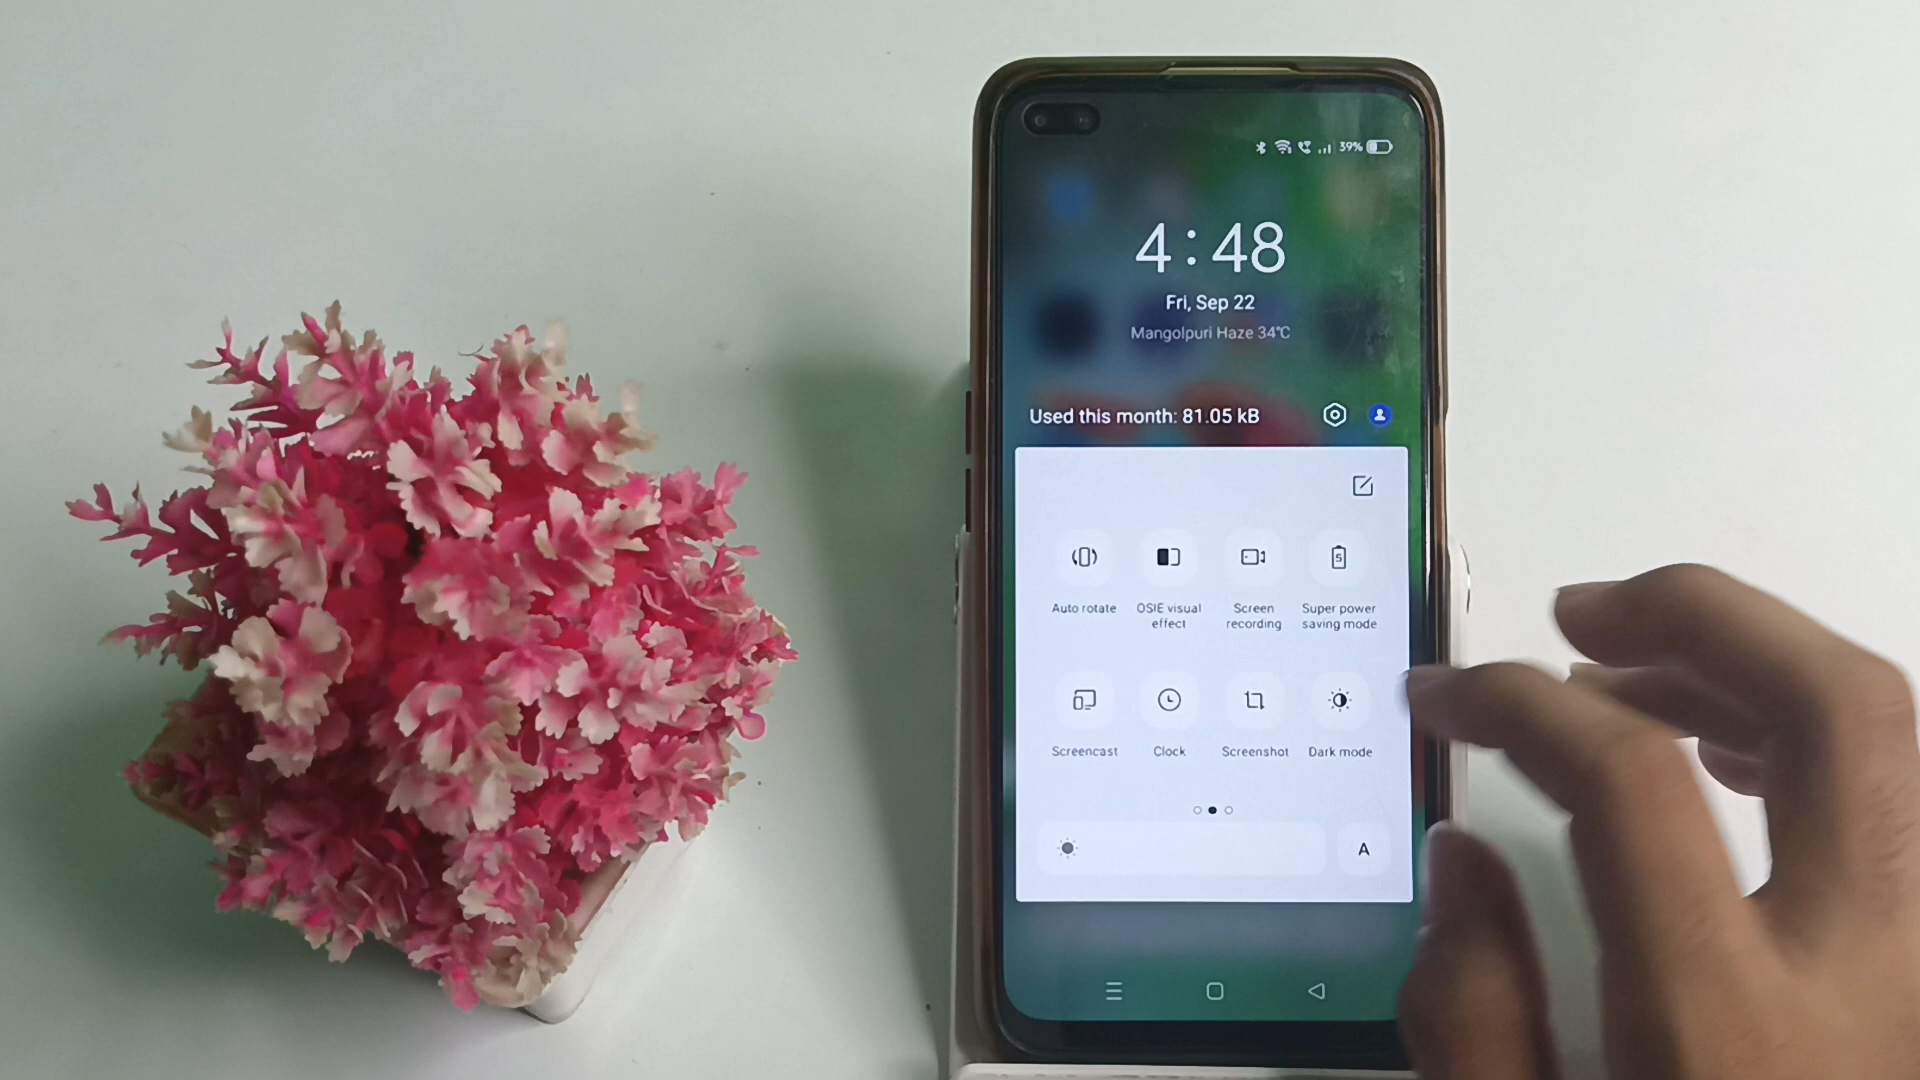 39%
4:48
Fri, Sep 22
Mangolpuri Haze 34℃
Used this month: 81.05 kB
Auto rotate
OSIE visual
effect
Screen
recording
Super power
saving mode
Screencast
Clock
Screenshot
Dark mode
A